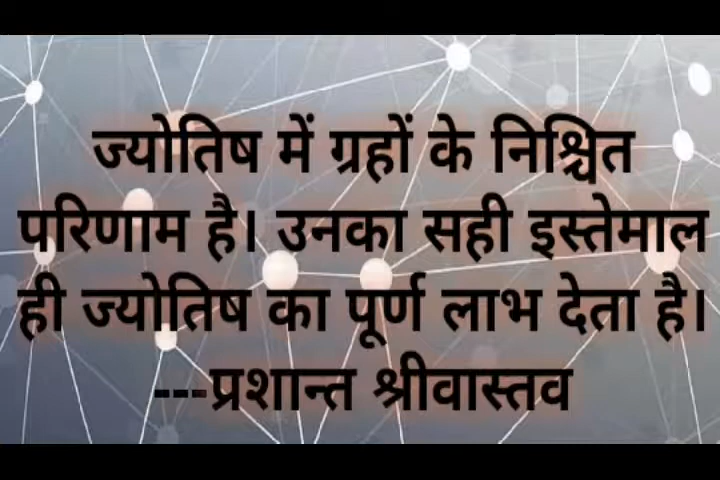 ज्योतिष में ग्रहों के निश्चित
परिणाम है। उनका सही इस्तेमाल
ही ज्योतिष का पूर्ण लाभ देता है।
---प्रशान्त श्रीवास्तव